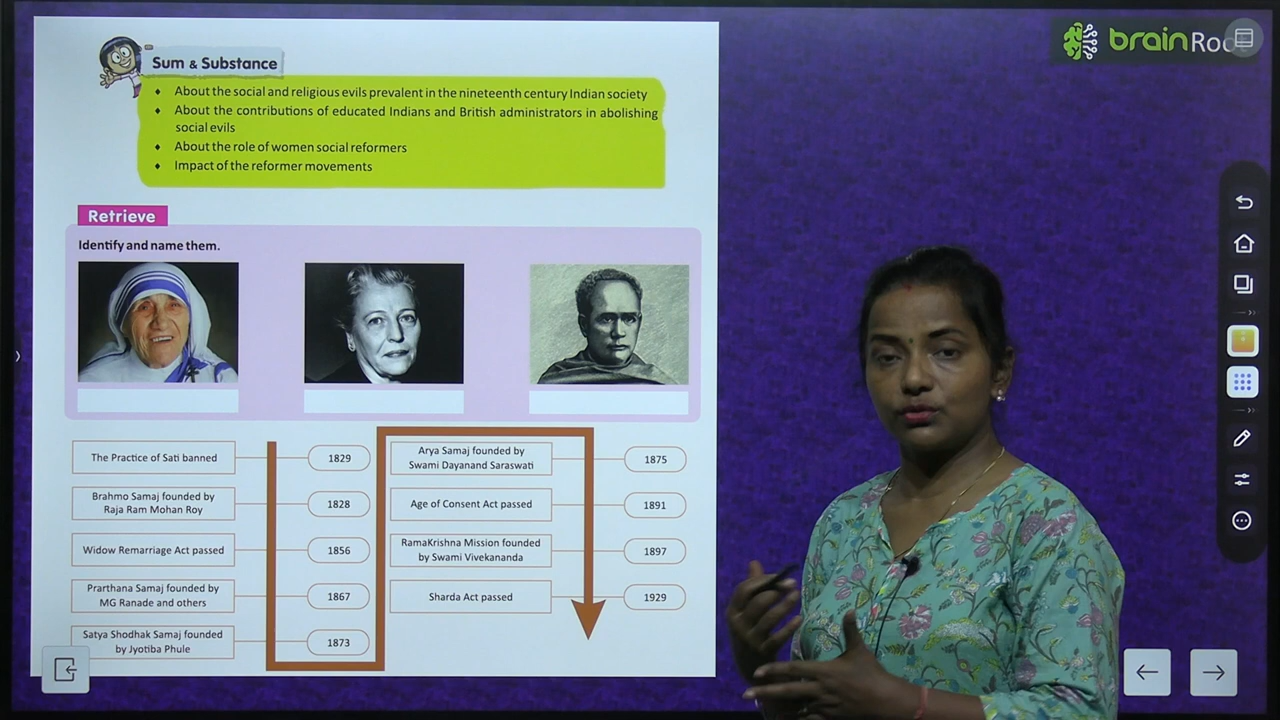 brainRoo
Sum & Substance
♦ About the social and religious evils prevalent in the nineteenth century Indian society
♦ About the contributions of educated Indians and British administrators in abolishing
social evils
♦ About the role of women social reformers
♦ Impact of the reformer movements
Retrieve
Identify and name them.
The Practice of Sati banned
1829
Brahmo Samaj founded by
Raja Ram Mohan Roy
1828
Widow Remarriage Act passed
1856
Prarthana Samaj founded by
MG Ranade and others
1867
Satya Shodhak Samaj founded
by Jyotiba Phule
1873
Arya Samaj founded by
Swami Dayanand Saraswati
1875
Age of Consent Act passed
1891
RamaKrishna Mission founded
by Swami Vivekananda
1897
Sharda Act passed
1929